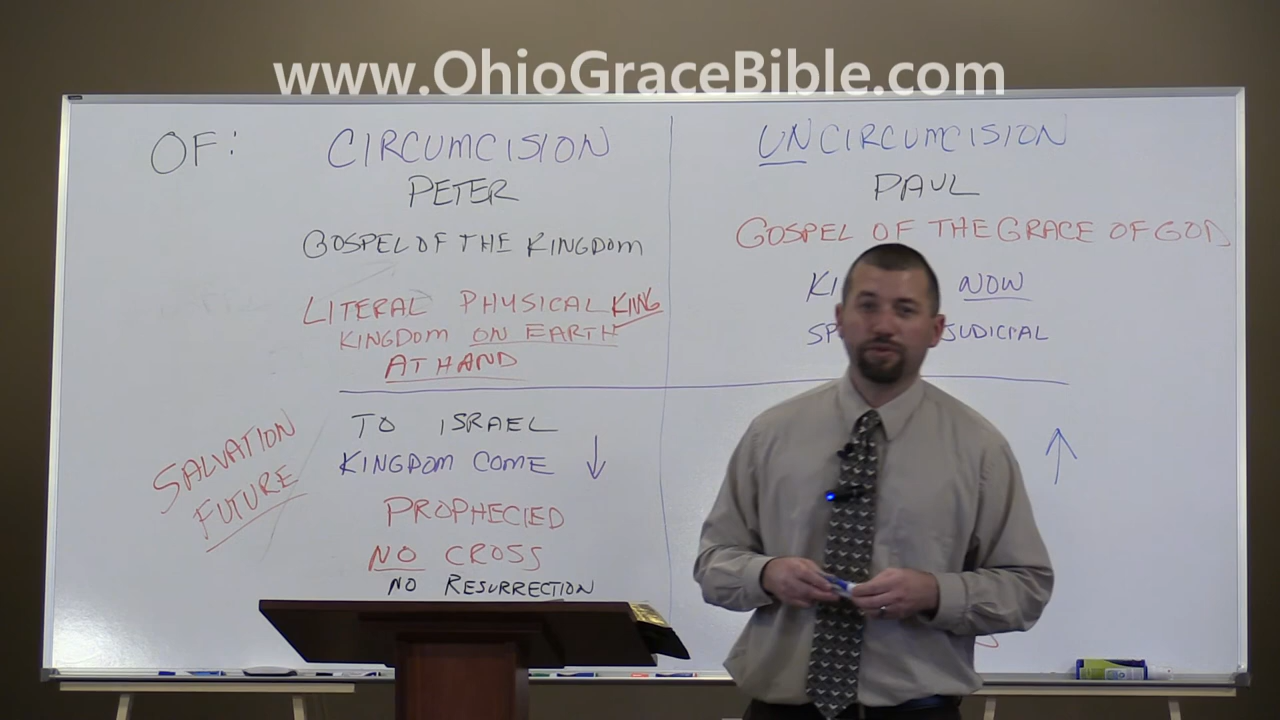 www.OhioGraceBible.com
OF:
CIRCUMCISION
PETER
GOSPEL OF THE KINGDOM
LITERAL PHYSICAL KING
KINGDOM ON EARTH
AT HAND
TO ISRAEL
KINGDOM COME
SALVATION
FUTURE
PROPHECIED
NO CROSS
NO RESURRECTION
UNCIRCUMCISION
PAUL
GOSPEL OF THE GRACE OF GOD
NOW
JUDICIAL